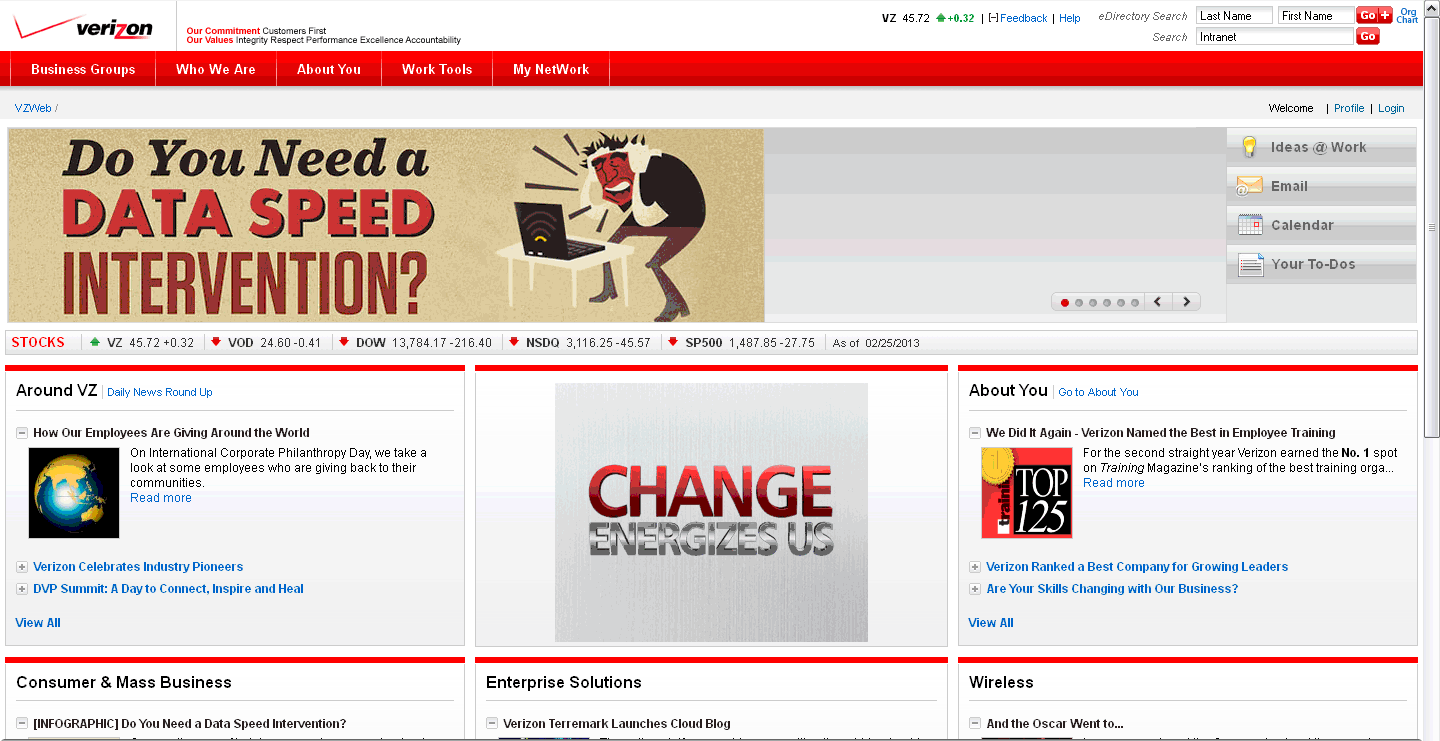 verizon
Our Commitment Customers First
Our Values Integrity Respect Performance Excellence Accountability
VZ 45.72 +0.32 | [-] Feedback | Help
eDirectory Search Last Name First Name Go + Org Chart
Search Intranet Go
Business Groups Who We Are About You Work Tools My NetWork
VZWeb /
Welcome | Profile | Login
Do You Need a
DATA SPEED
INTERVENTION?
Ideas @ Work
Email
Calendar
Your To-Dos
STOCKS VZ 45.72 +0.32 VOD 24.60 -0.41 DOW 13,784.17 -216.40 NSDQ 3,116.25 -45.57 SP500 1,487.85 -27.75 As of 02/25/2013
Around VZ | Daily News Round Up
How Our Employees Are Giving Around the World
On International Corporate Philanthropy Day, we take a
look at some employees who are giving back to their
communities.
Read more
Verizon Celebrates Industry Pioneers
DVP Summit: A Day to Connect, Inspire and Heal
View All
CHANGE
ENERGIZES US
About You | Go to About You
We Did It Again - Verizon Named the Best in Employee Training
For the second straight year Verizon earned the No. 1 spot
on Training Magazine's ranking of the best training orga...
Read more
1
training
TOP
125
Verizon Ranked a Best Company for Growing Leaders
Are Your Skills Changing with Our Business?
View All
Consumer & Mass Business
[INFOGRAPHIC] Do You Need a Data Speed Intervention?
Enterprise Solutions
Verizon Terremark Launches Cloud Blog
Wireless
And the Oscar Went to...